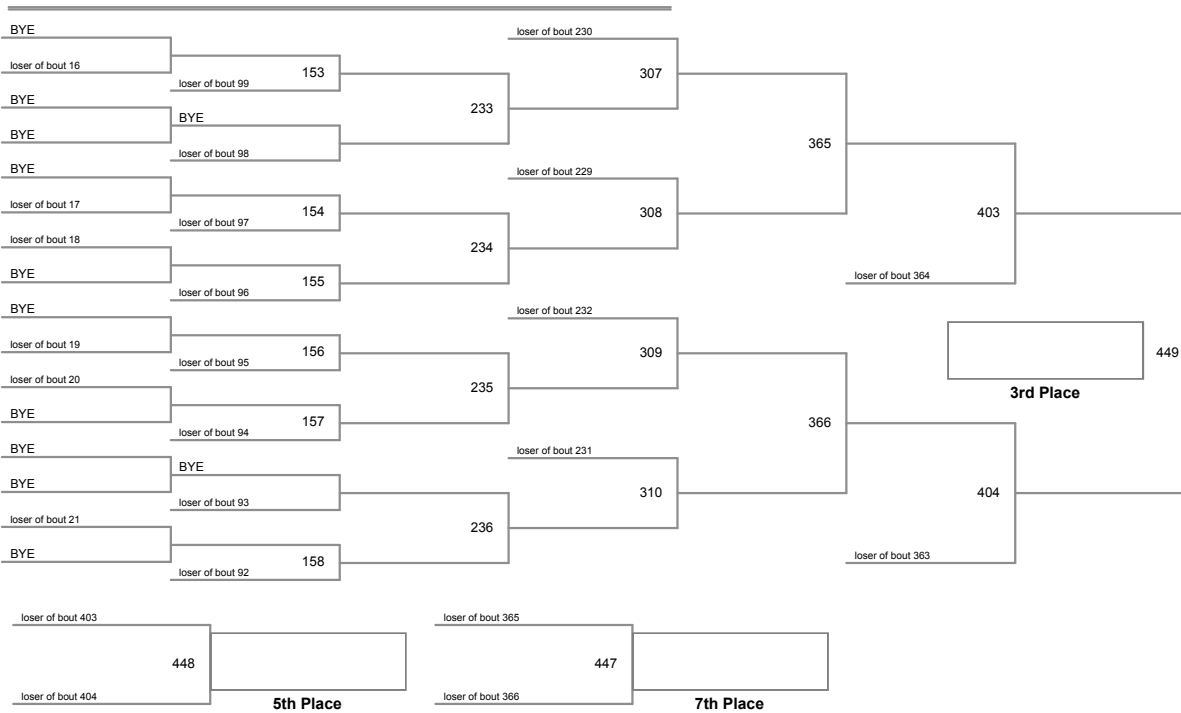 BYE
loser of bout 230
loser of bout 16
153
307
loser of bout 99
BYE
BYE
233
BYE
loser of bout 98
365
BYE
loser of bout 229
loser of bout 17
154
308
403
loser of bout 97
loser of bout 18
234
BYE
155
loser of bout 364
loser of bout 96
BYE
loser of bout 232
loser of bout 19
156
309
449
loser of bout 95
loser of bout 20
235
3rd Place
BYE
157
366
loser of bout 94
BYE
loser of bout 231
BYE
BYE
310
404
loser of bout 93
loser of bout 21
236
BYE
158
loser of bout 363
loser of bout 92
loser of bout 403
loser of bout 365
448
447
loser of bout 404
5th Place
loser of bout 366
7th Place